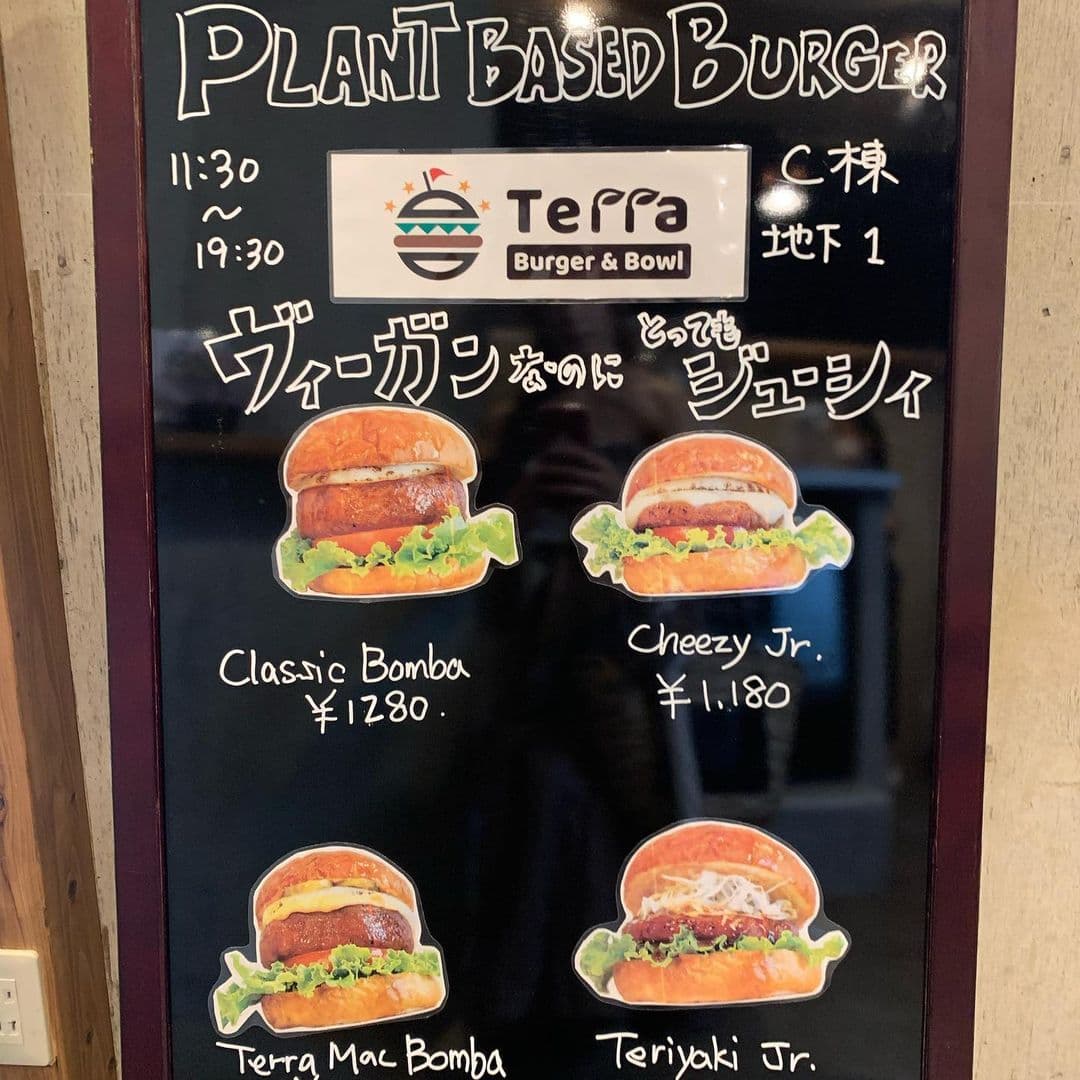 PLANT BASED BURGER
11:30
〜
19:30
Terra
Burger & Bowl
C棟
地下1
ヴィーガンなのに とっても ジューシィ
Classic Bomba
¥1280.
Cheezy Jr.
¥1,180
Terra Mac Bomba
Teriyaki Jr.